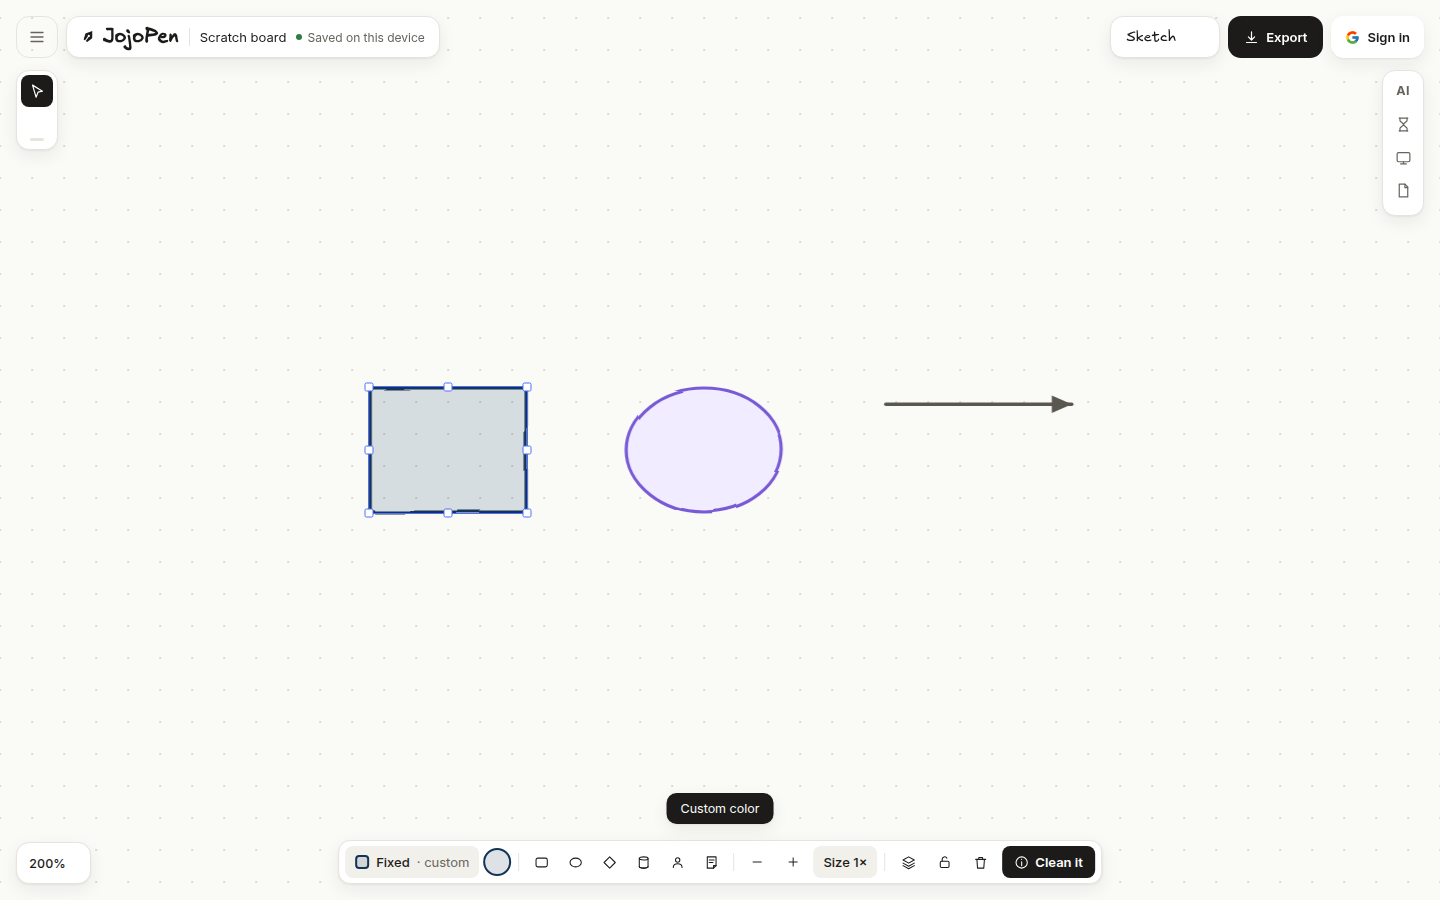 JojoPen Scratch board Saved on this device
Sketch Export Sign in
AI
Custom color
200% Fixed · custom Size 1× Clean it